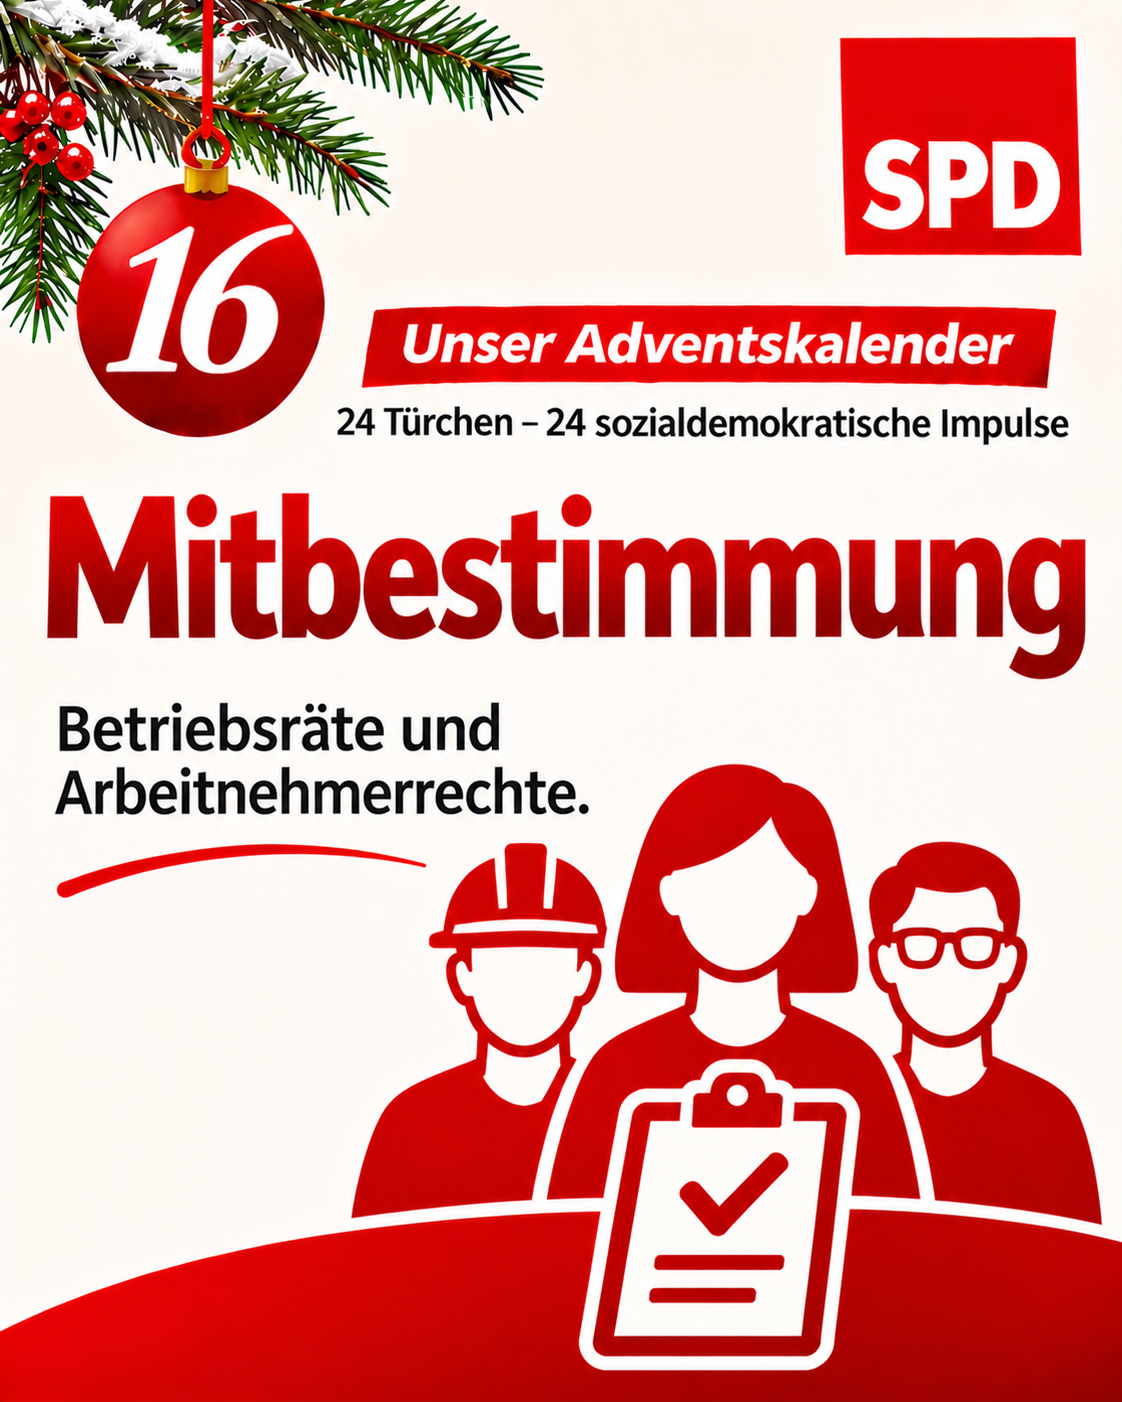 SPD
16
Unser Adventskalender
24 Türchen – 24 sozialdemokratische Impulse
Mitbestimmung
Betriebsräte und
Arbeitnehmerrechte.